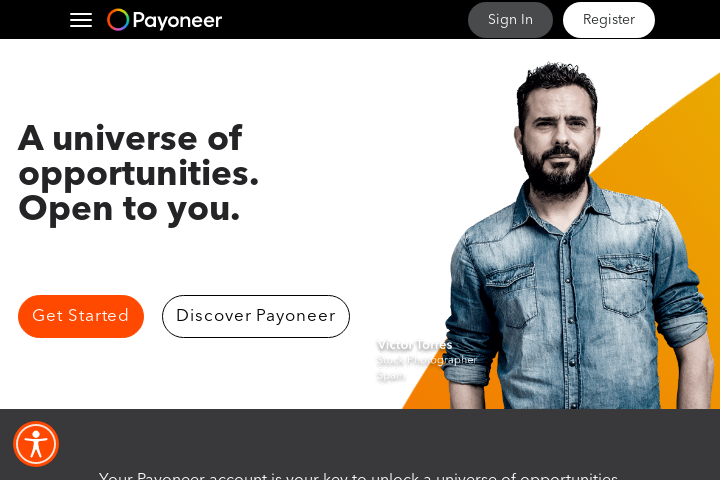 Payoneer
Sign In
Register
A universe of
opportunities.
Open to you.
Get Started
Discover Payoneer
Victor Torres
Stock Photographer
Spain
Your Payoneer account is your key to unlock a universe of opportunities.